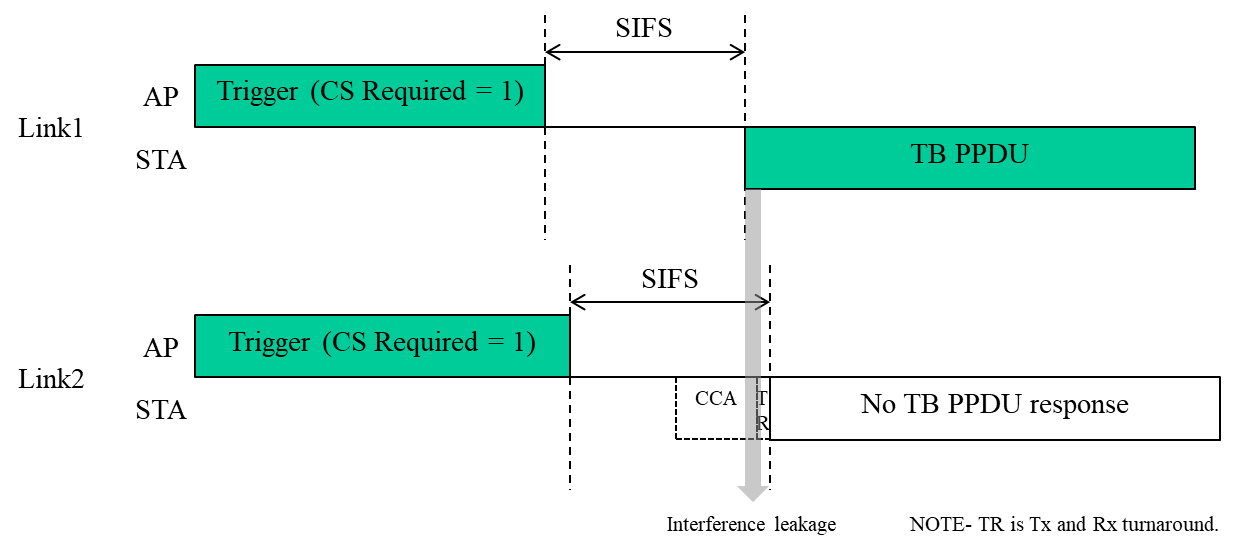 SIFS
AP
Trigger (CS Required = 1)
Link1
STA
TB PPDU
SIFS
AP
Trigger (CS Required = 1)
Link2
STA
CCA
T
R
No TB PPDU response
Interference leakage
NOTE- TR is Tx and Rx turnaround.